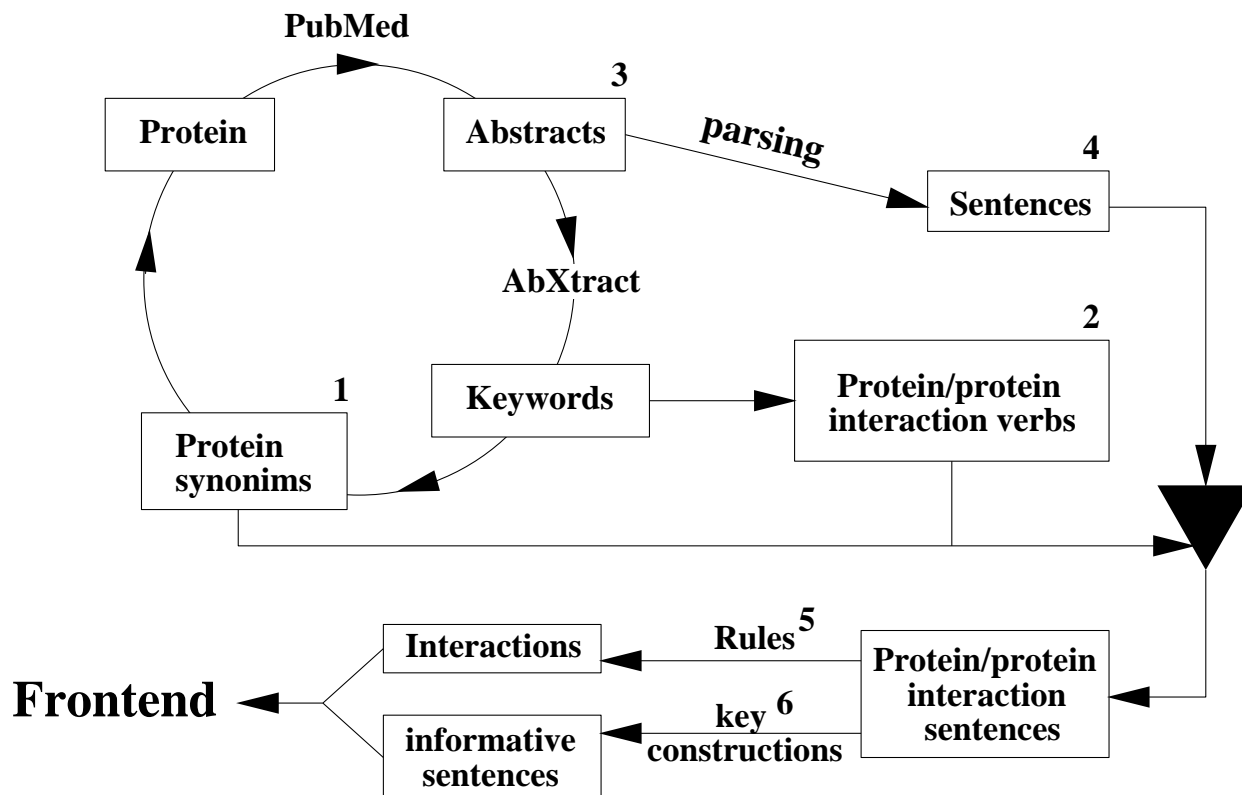 PubMed
3
Protein
Abstracts
parsing
4
Sentences
AbXtract
2
Protein/protein
interaction verbs
1
Keywords
Protein
synonims
Interactions
Rules 5
Protein/protein
interaction
sentences
Frontend
key 6
constructions
informative
sentences